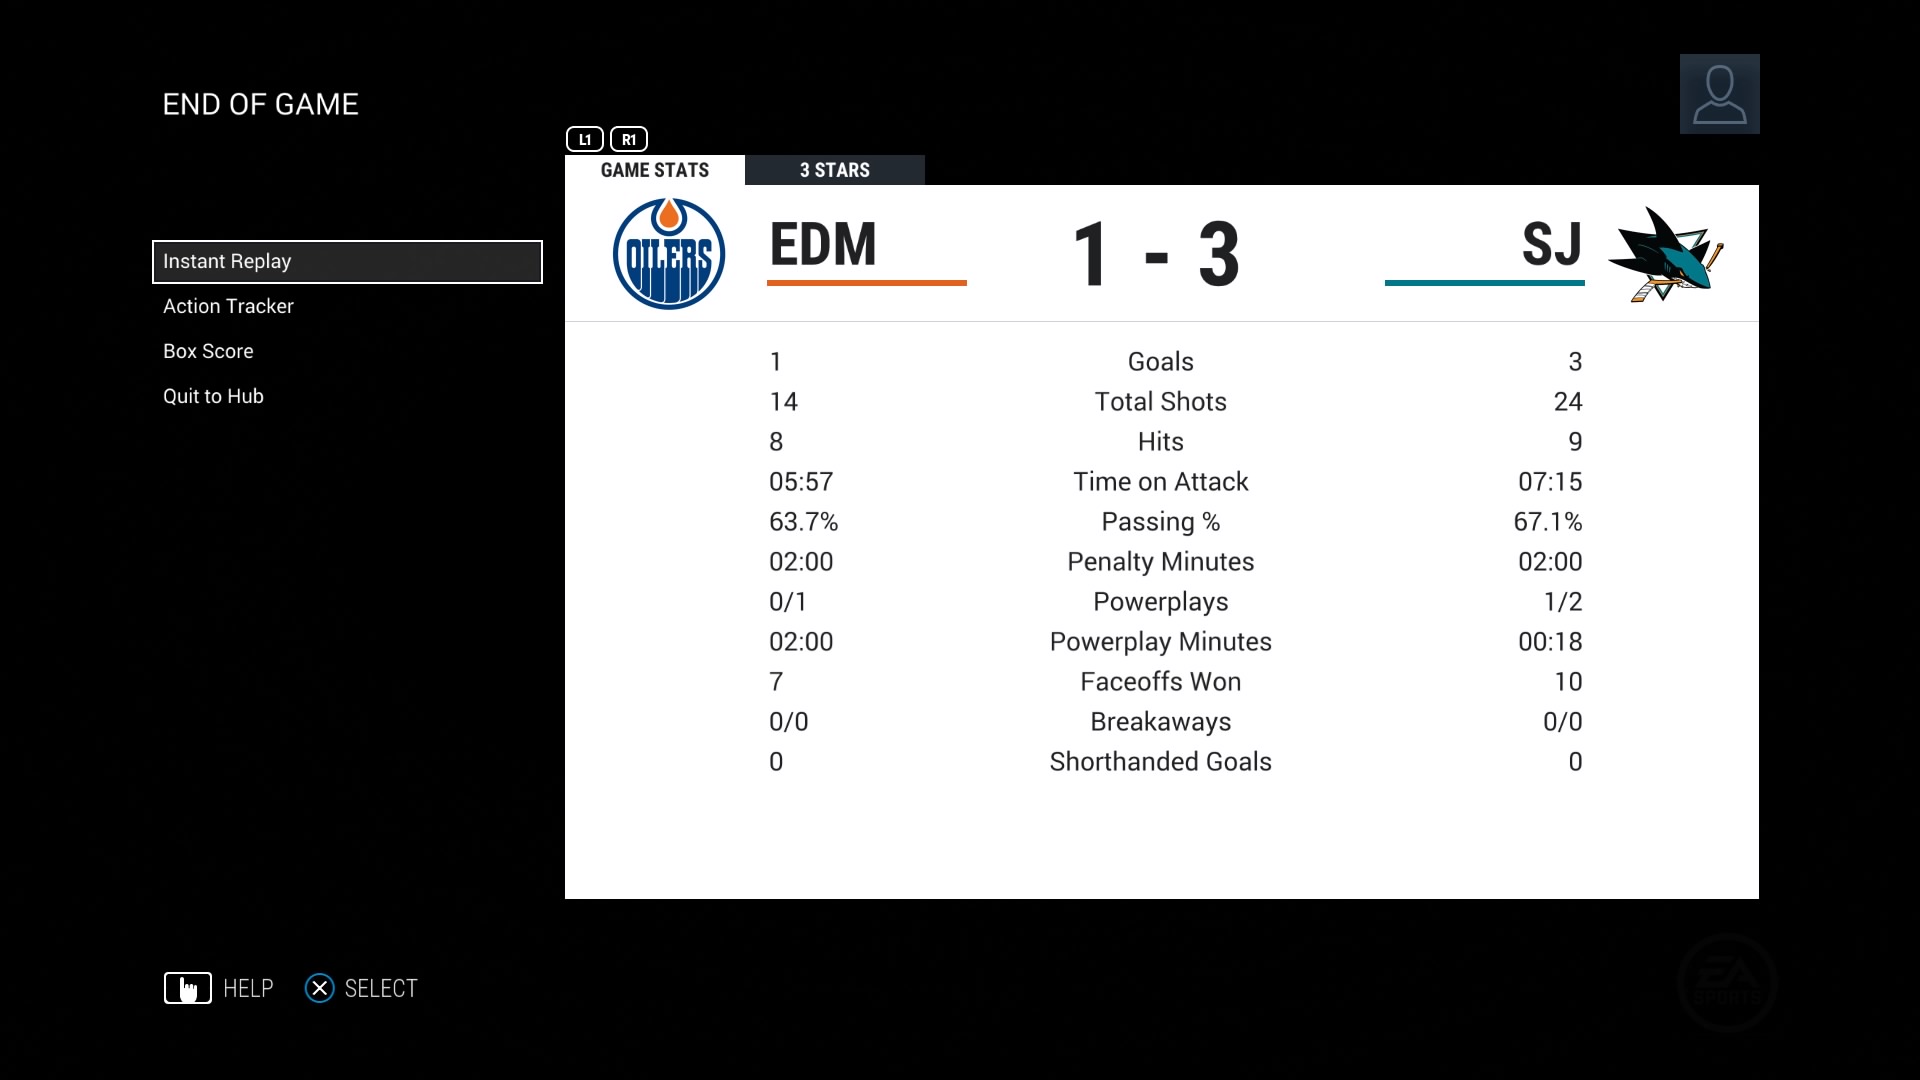 END OF GAME
L1 R1
GAME STATS 3 STARS
Instant Replay
Action Tracker
Box Score
Quit to Hub
OILERS EDM 1 - 3 SJ
1 Goals 3
14 Total Shots 24
8 Hits 9
05:57 Time on Attack 07:15
63.7% Passing % 67.1%
02:00 Penalty Minutes 02:00
0/1 Powerplays 1/2
02:00 Powerplay Minutes 00:18
7 Faceoffs Won 10
0/0 Breakaways 0/0
0 Shorthanded Goals 0
HELP SELECT
EA
SPORTS